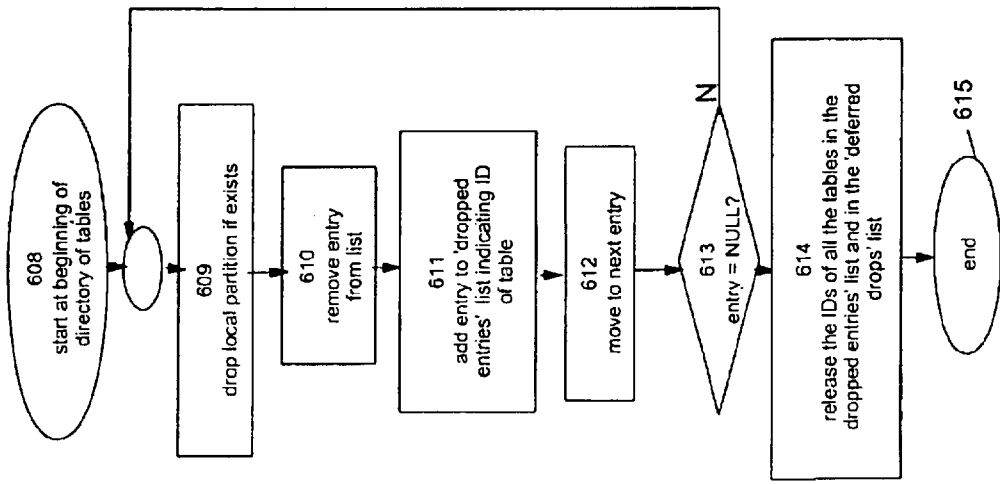 608
start at beginning of
directory of tables
609
drop local partition if exists
610
remove entry
from list
611
add entry to 'dropped
entries' list indicating ID
of table
612
move to next entry
613
entry = NULL?
N
614
release the IDs of all the tables in the
dropped entries' list and in the 'deferred
drops' list
615
end